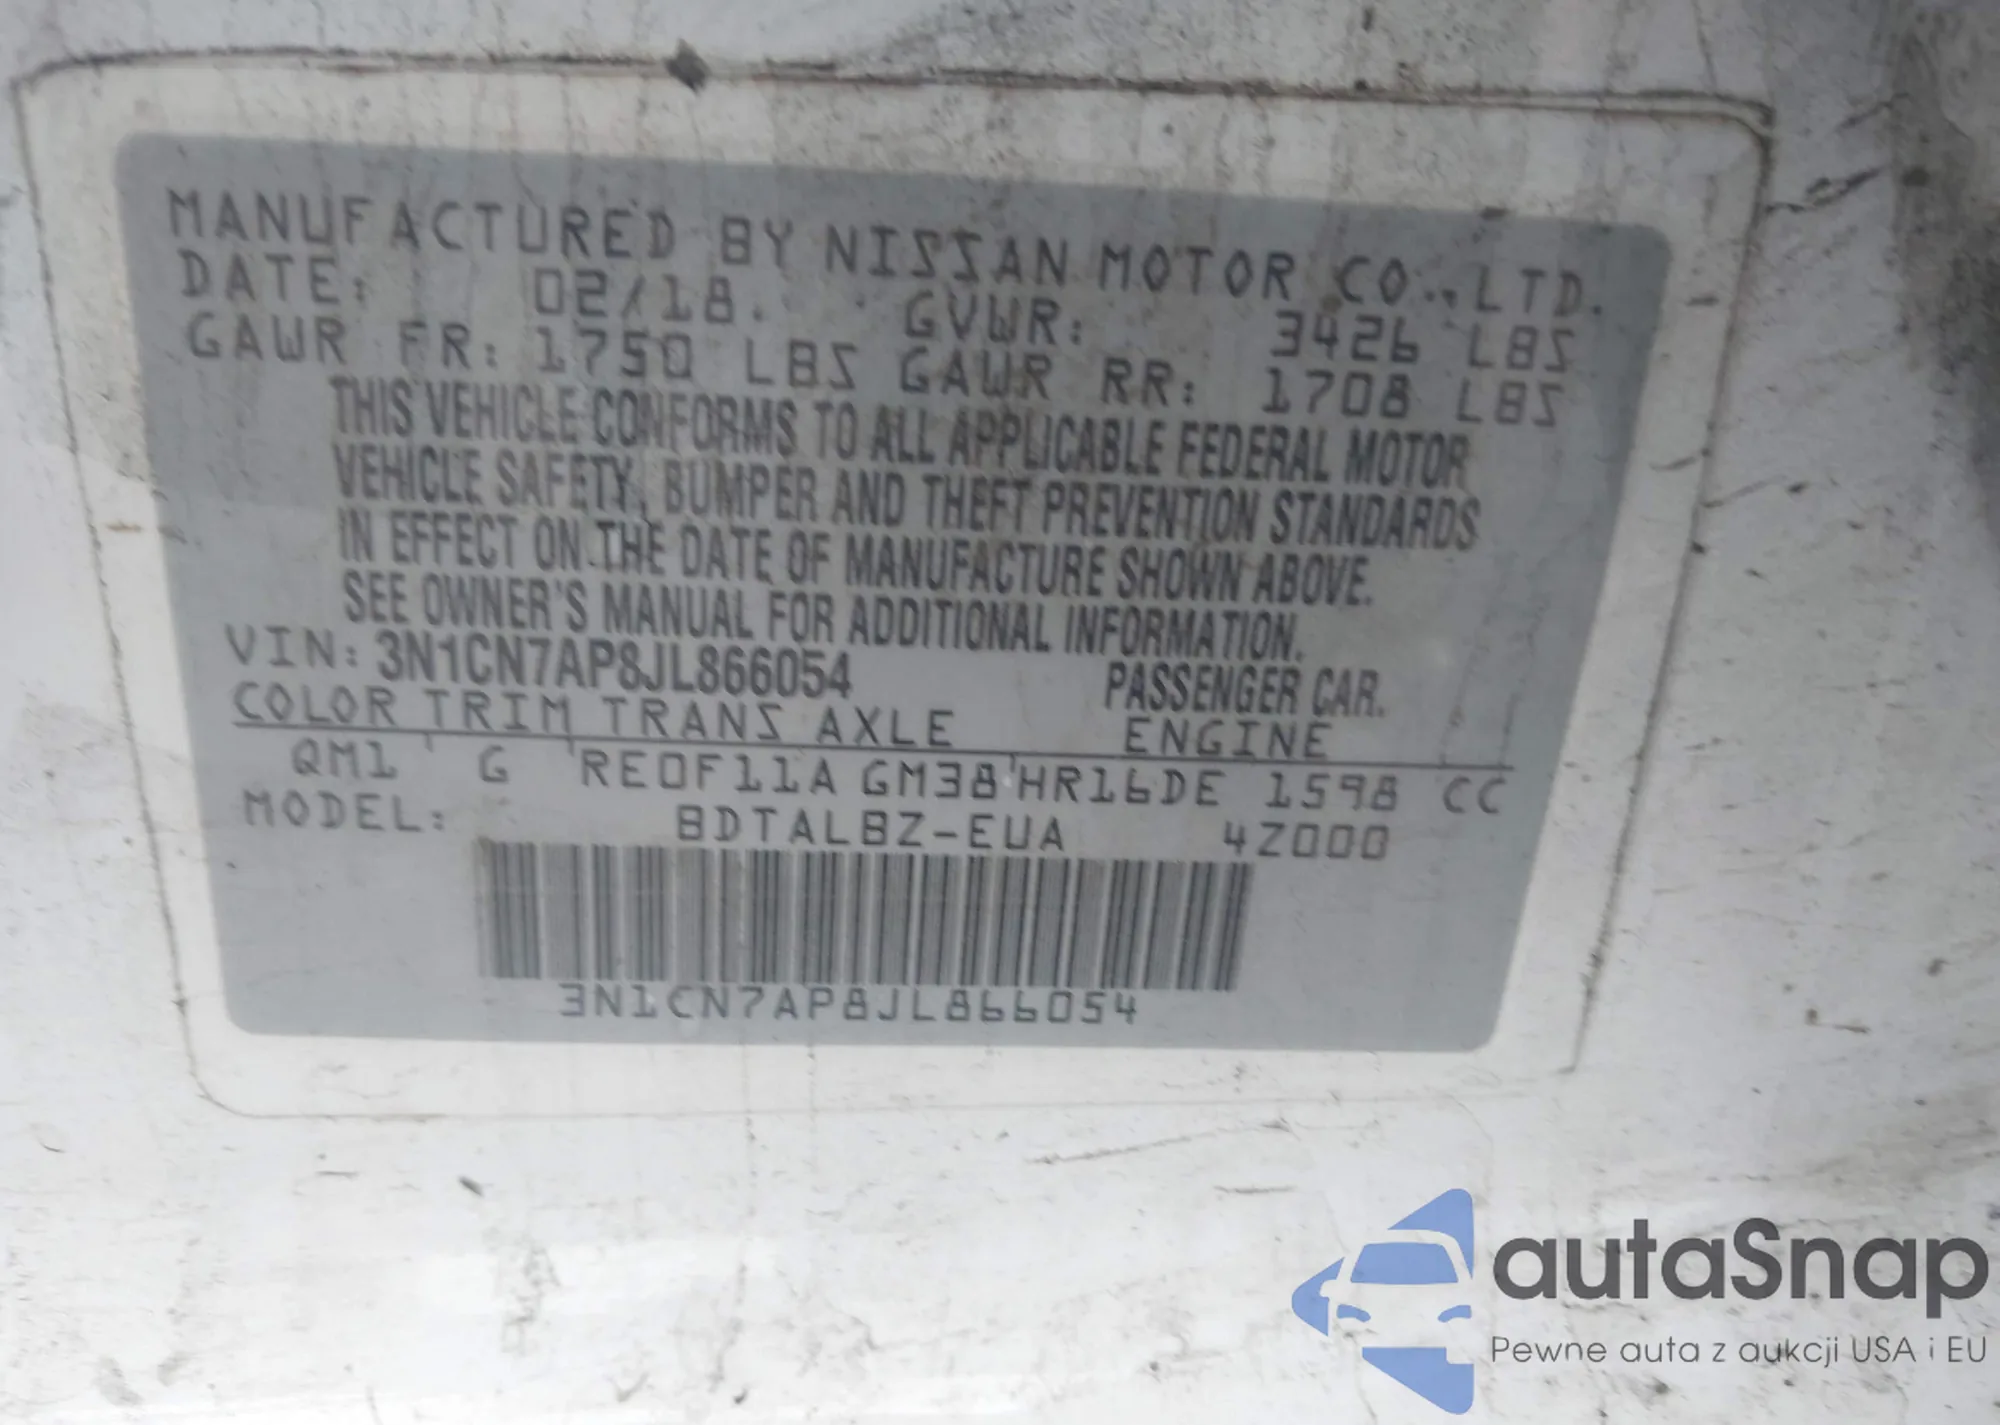 MANUFACTURED BY NISSAN MOTOR CO., LTD.
DATE: 02/18. GVWR: 3426 LBS
GAWR FR: 1750 LBS GAWR RR: 1708 LBS
THIS VEHICLE CONFORMS TO ALL APPLICABLE FEDERAL MOTOR
VEHICLE SAFETY, BUMPER AND THEFT PREVENTION STANDARDS
IN EFFECT ON THE DATE OF MANUFACTURE SHOWN ABOVE.
SEE OWNER'S MANUAL FOR ADDITIONAL INFORMATION.
VIN: 3N1CN7AP8JL866054 PASSENGER CAR.
COLOR TRIM TRANS AXLE ENGINE
QM1 G RE0F11A GM38 HR16DE 1598 CC
MODEL: BDTALBZ-EUA 4Z000
3N1CN7AP8JL866054
autaSnap
Pewne auta z aukcji USA i EU